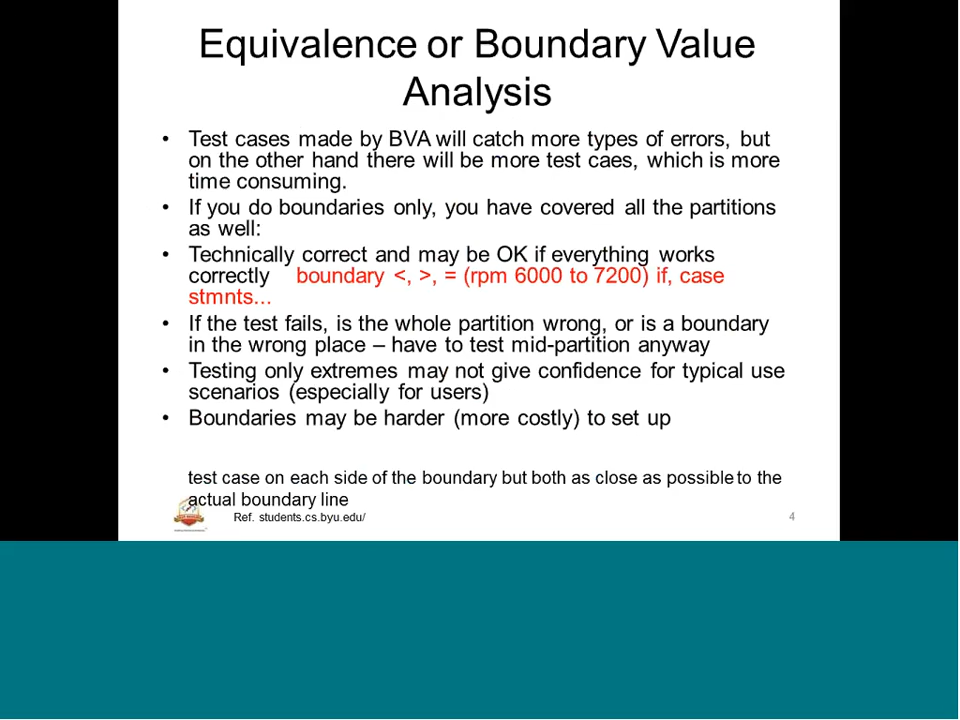 Equivalence or Boundary Value
Analysis
• Test cases made by BVA will catch more types of errors, but
on the other hand there will be more test caes, which is more
time consuming.
• If you do boundaries only, you have covered all the partitions
as well:
• Technically correct and may be OK if everything works
correctly boundary <, >, = (rpm 6000 to 7200) if, case
stmnts...
• If the test fails, is the whole partition wrong, or is a boundary
in the wrong place – have to test mid-partition anyway
• Testing only extremes may not give confidence for typical use
scenarios (especially for users)
• Boundaries may be harder (more costly) to set up
test case on each side of the boundary but both as close as possible to the
actual boundary line
Ref. students.cs.byu.edu/
4